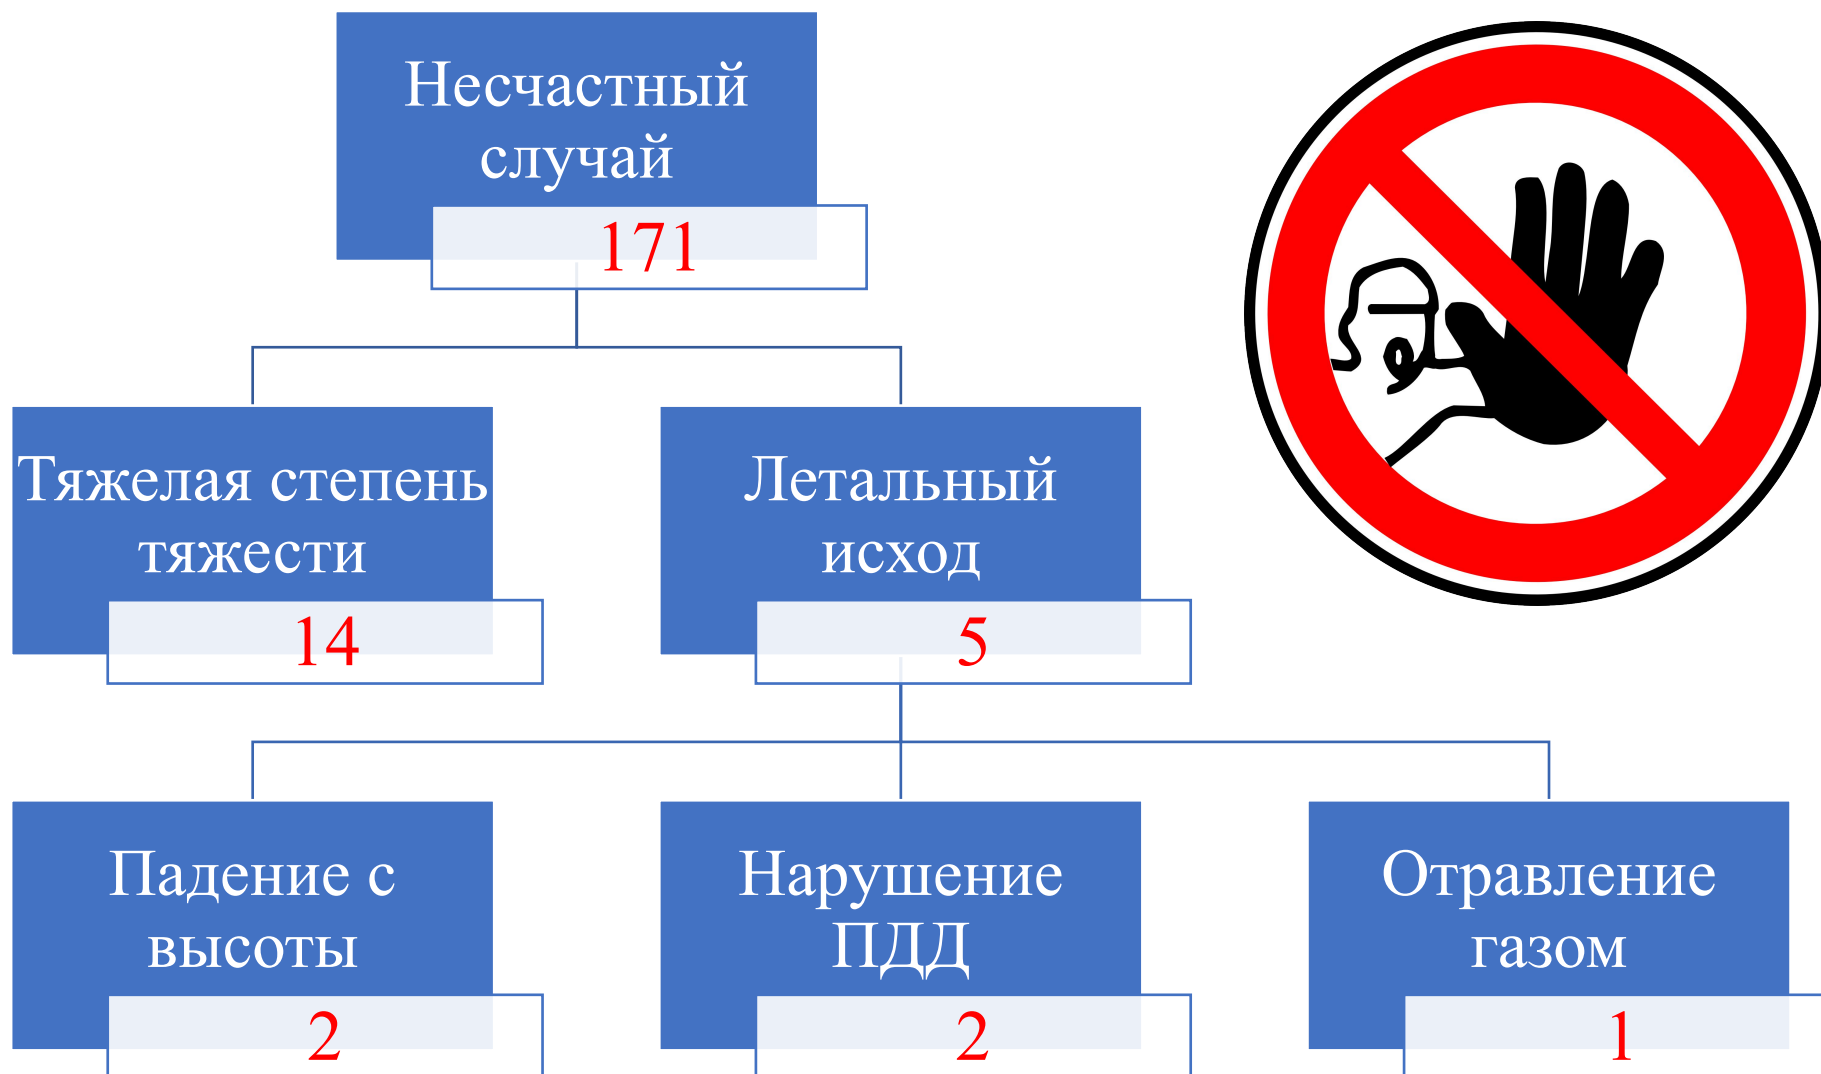 Несчастный
случай
171
Тяжелая степень
тяжести
14
Летальный
исход
5
Падение с
высоты
2
Нарушение
ПДД
2
Отравление
газом
1